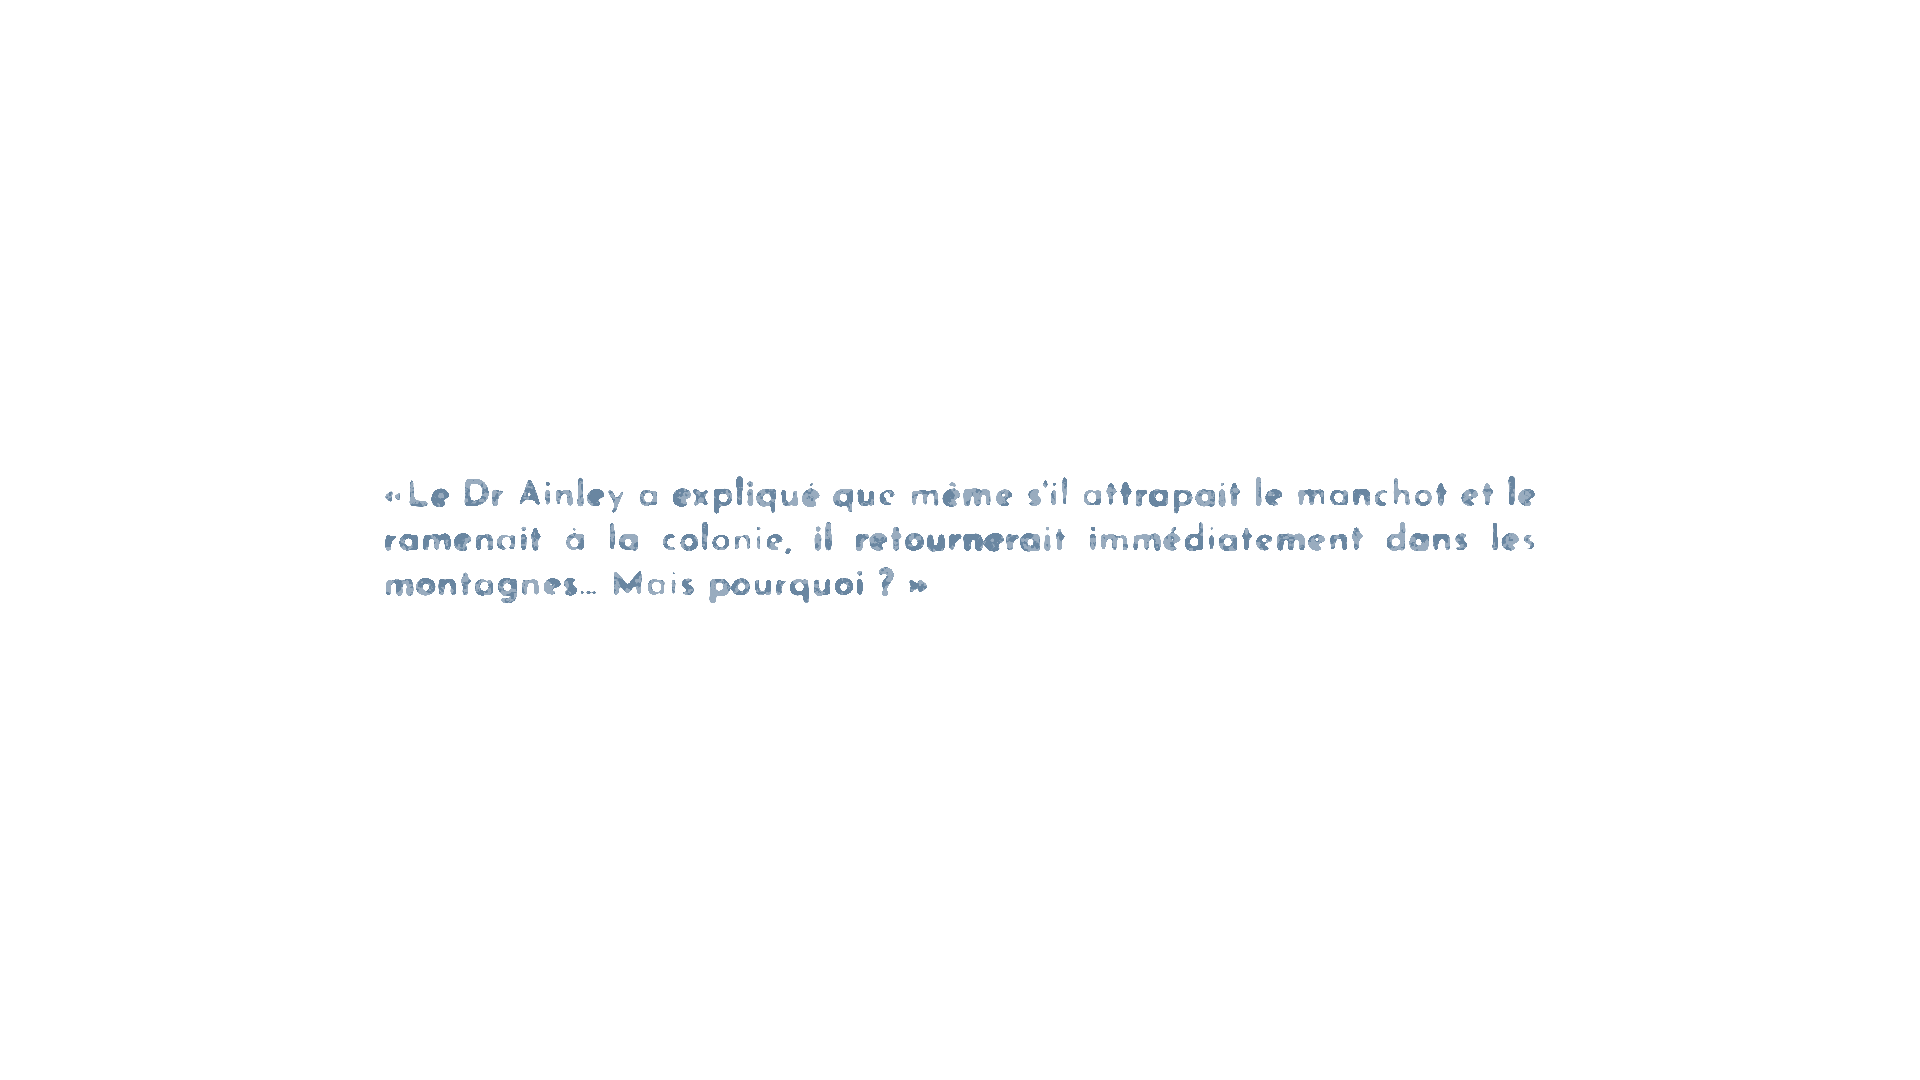 «Le Dr Ainley a expliqué que même s'il attrapait le manchot et le
ramenait à la colonie, il retournerait immédiatement dans les
montagnes... Mais pourquoi ? »